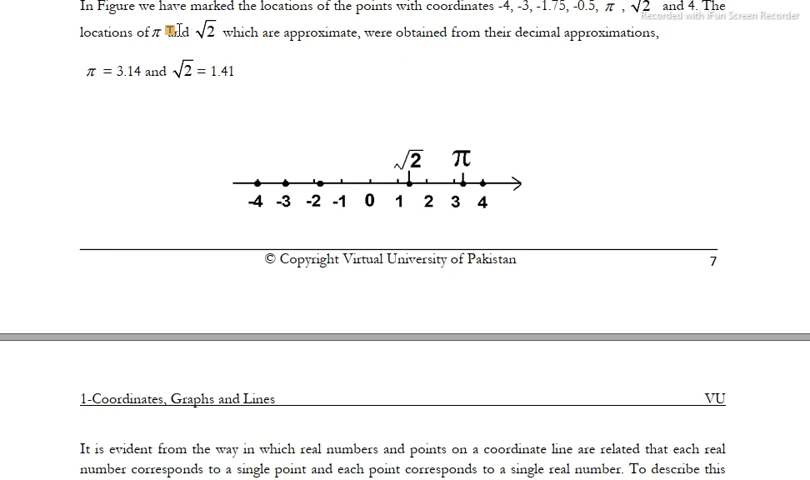 In Figure we have marked the locations of the points with coordinates -4, -3, -1.75, -0.5, π , √2 and 4. The
Recorded with iFun Screen Recorder
locations of π √2 which are approximate, were obtained from their decimal approximations,
π = 3.14 and √2 = 1.41
√2 π
-4 -3 -2 -1 0 1 2 3 4
© Copyright Virtual University of Pakistan 7
1-Coordinates, Graphs and Lines VU
It is evident from the way in which real numbers and points on a coordinate line are related that each real
number corresponds to a single point and each point corresponds to a single real number. To describe this